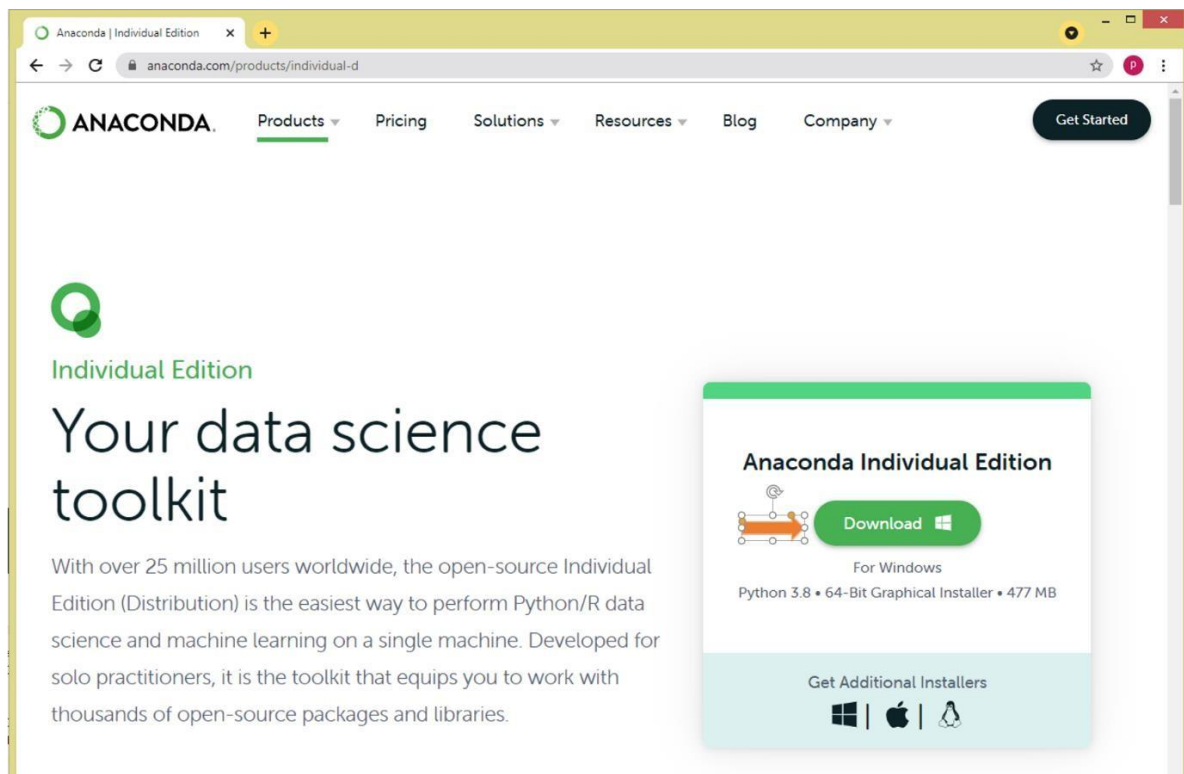 Anaconda | Individual Edition
anaconda.com/products/individual-d
P
ANACONDA.
Products
Pricing
Solutions
Resources
Blog
Company
Get Started
Individual Edition
Your data science
toolkit
With over 25 million users worldwide, the open-source Individual
Edition (Distribution) is the easiest way to perform Python/R data
science and machine learning on a single machine. Developed for
solo practitioners, it is the toolkit that equips you to work with
thousands of open-source packages and libraries.
Anaconda Individual Edition
Download
For Windows
Python 3.8 • 64-Bit Graphical Installer • 477 MB
Get Additional Installers